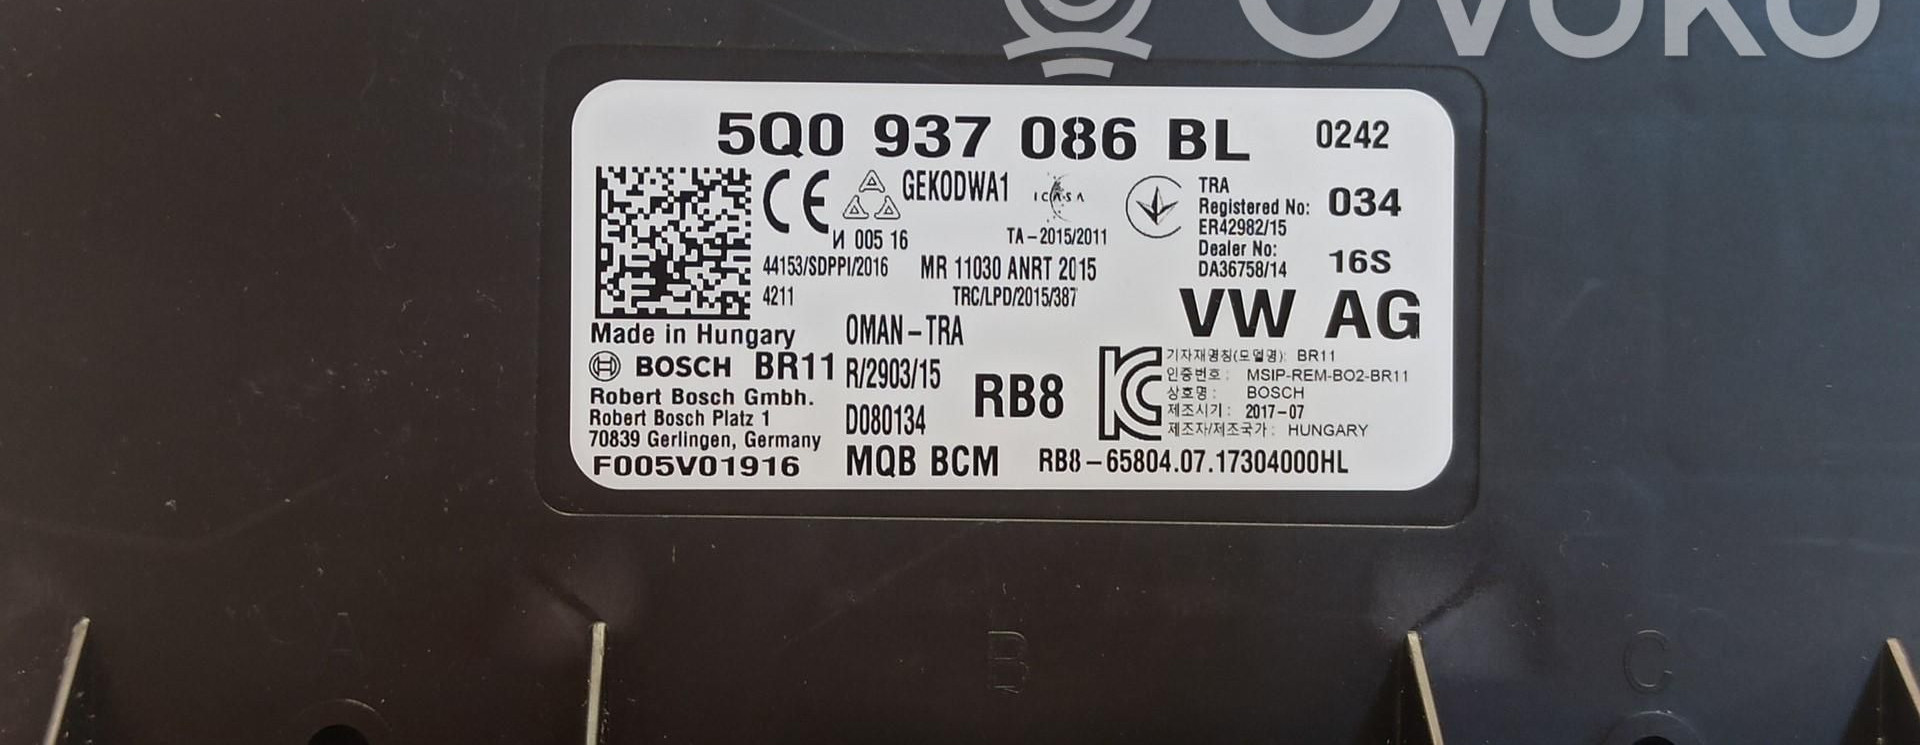 OVOKO
5Q0 937 086 BL 0242
CE GEK0DWA1 ICASA TRA
Registered No: 034
ER42982/15
И 005 16 TA-2015/2011
Dealer No:
DA36758/14 16S
44153/SDPPI/2016 MR 11030 ANRT 2015
4211 TRC/LPD/2015/387
VW AG
Made in Hungary OMAN-TRA
BOSCH BR11 R/2903/15
Robert Bosch Gmbh.
Robert Bosch Platz 1 D080134
70839 Gerlingen, Germany
F005V01916 MQB BCM
RB8
기자재명칭(모델명): BR11
인증번호: MSIP-REM-BO2-BR11
상호명: BOSCH
제조시기: 2017-07
제조자/제조국가: HUNGARY
RB8-65804.07.17304000HL
A B C